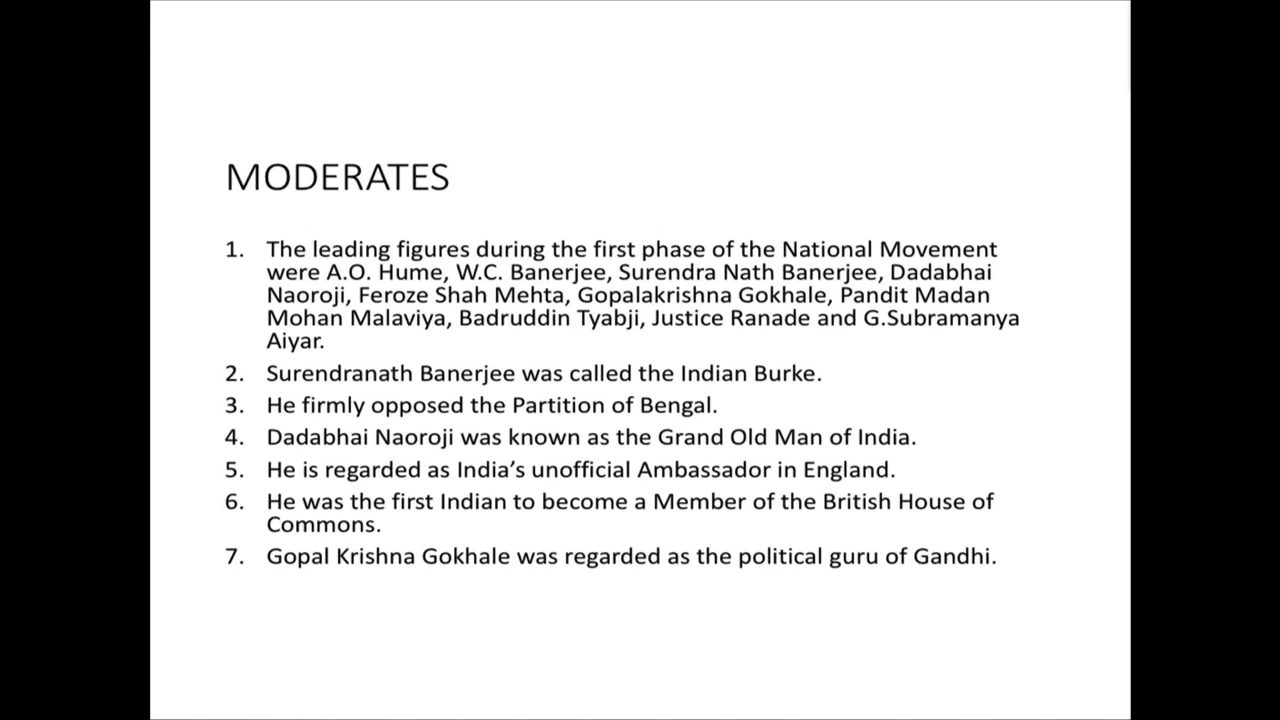 MODERATES
1. The leading figures during the first phase of the National Movement
were A.O. Hume, W.C. Banerjee, Surendra Nath Banerjee, Dadabhai
Naoroji, Feroze Shah Mehta, Gopalakrishna Gokhale, Pandit Madan
Mohan Malaviya, Badruddin Tyabji, Justice Ranade and G.Subramanya
Aiyar.
2. Surendranath Banerjee was called the Indian Burke.
3. He firmly opposed the Partition of Bengal.
4. Dadabhai Naoroji was known as the Grand Old Man of India.
5. He is regarded as India’s unofficial Ambassador in England.
6. He was the first Indian to become a Member of the British House of
Commons.
7. Gopal Krishna Gokhale was regarded as the political guru of Gandhi.